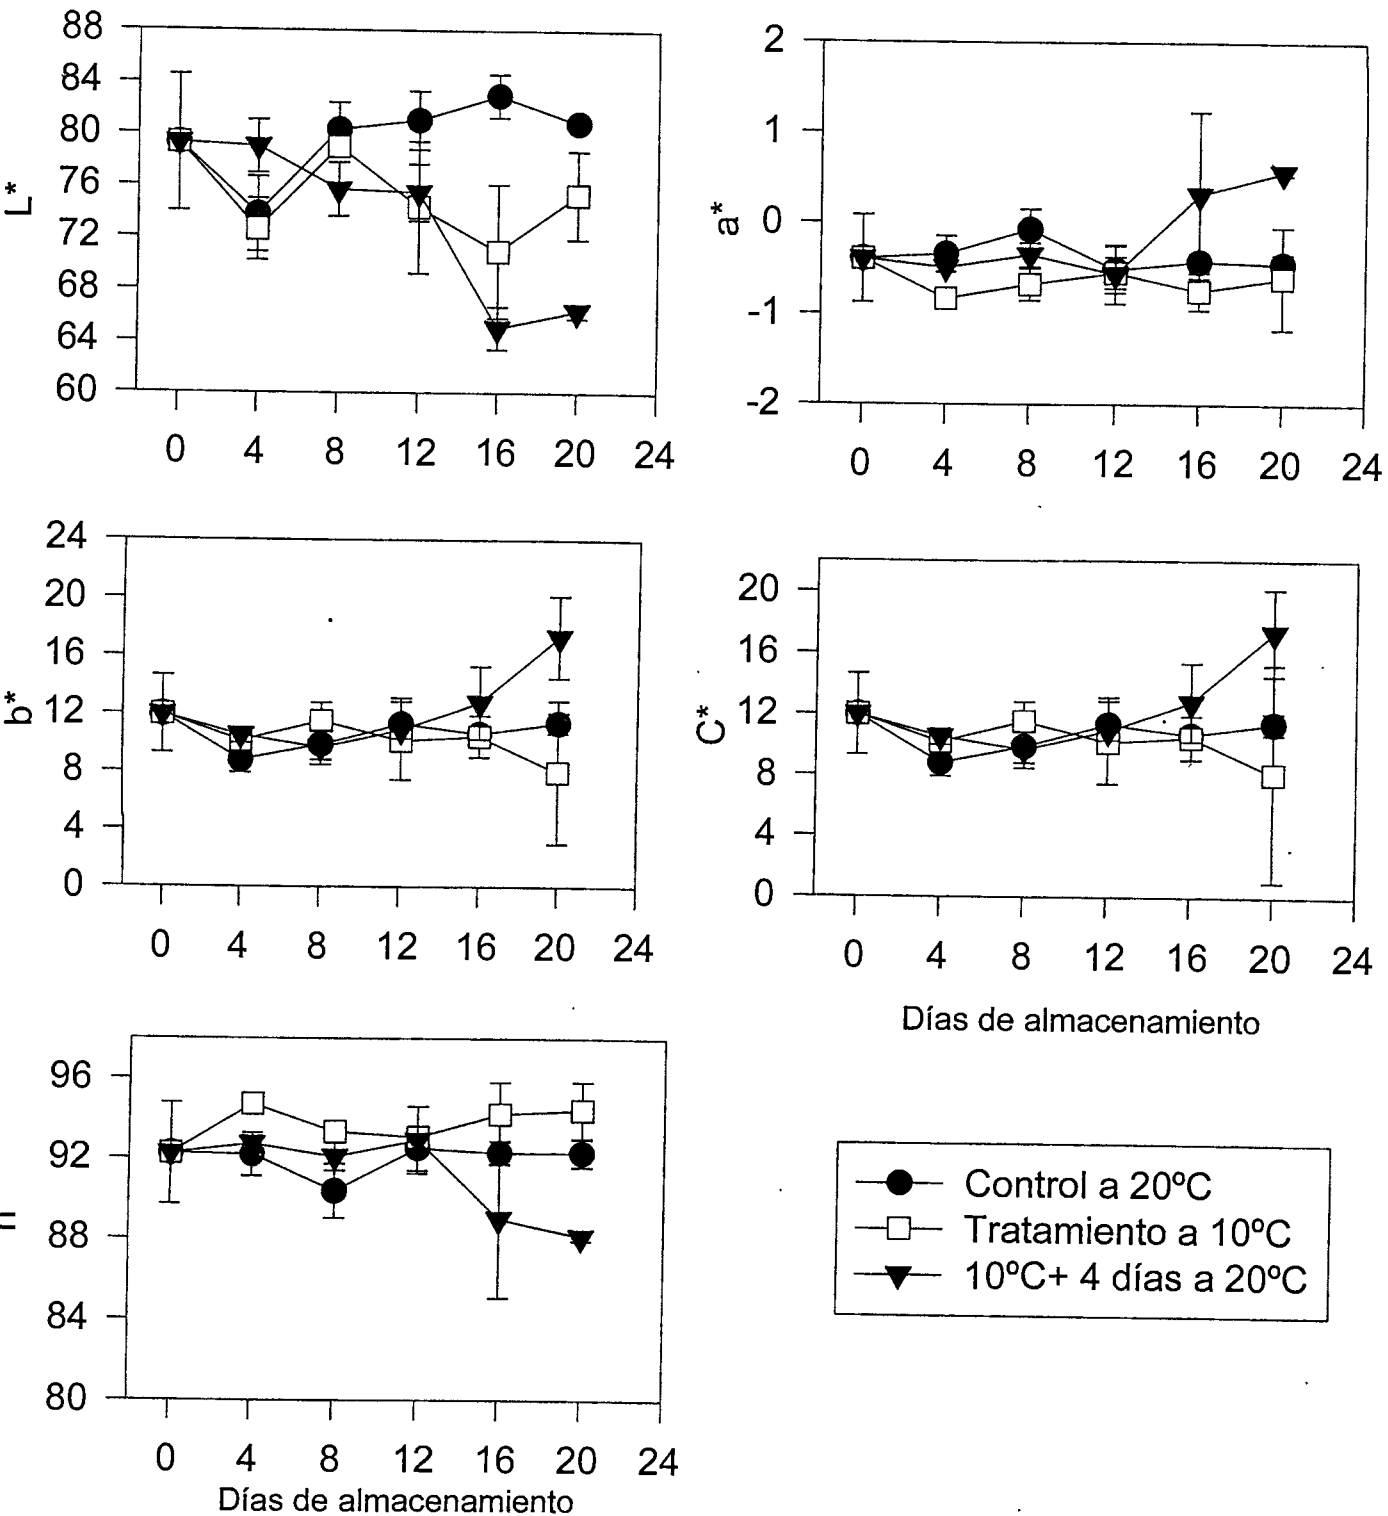 88
84
80
76
72
68
64
60
L*
0 4 8 12 16 20 24
2
1
0
-1
-2
a*
0 4 8 12 16 20 24
24
20
16
12
8
4
0
b*
0 4 8 12 16 20 24
20
16
12
8
4
0
C*
0 4 8 12 16 20 24
Días de almacenamiento
96
92
88
84
80
0 4 8 12 16 20 24
Días de almacenamiento
Control a 20ºC
Tratamiento a 10ºC
10ºC+ 4 días a 20ºC